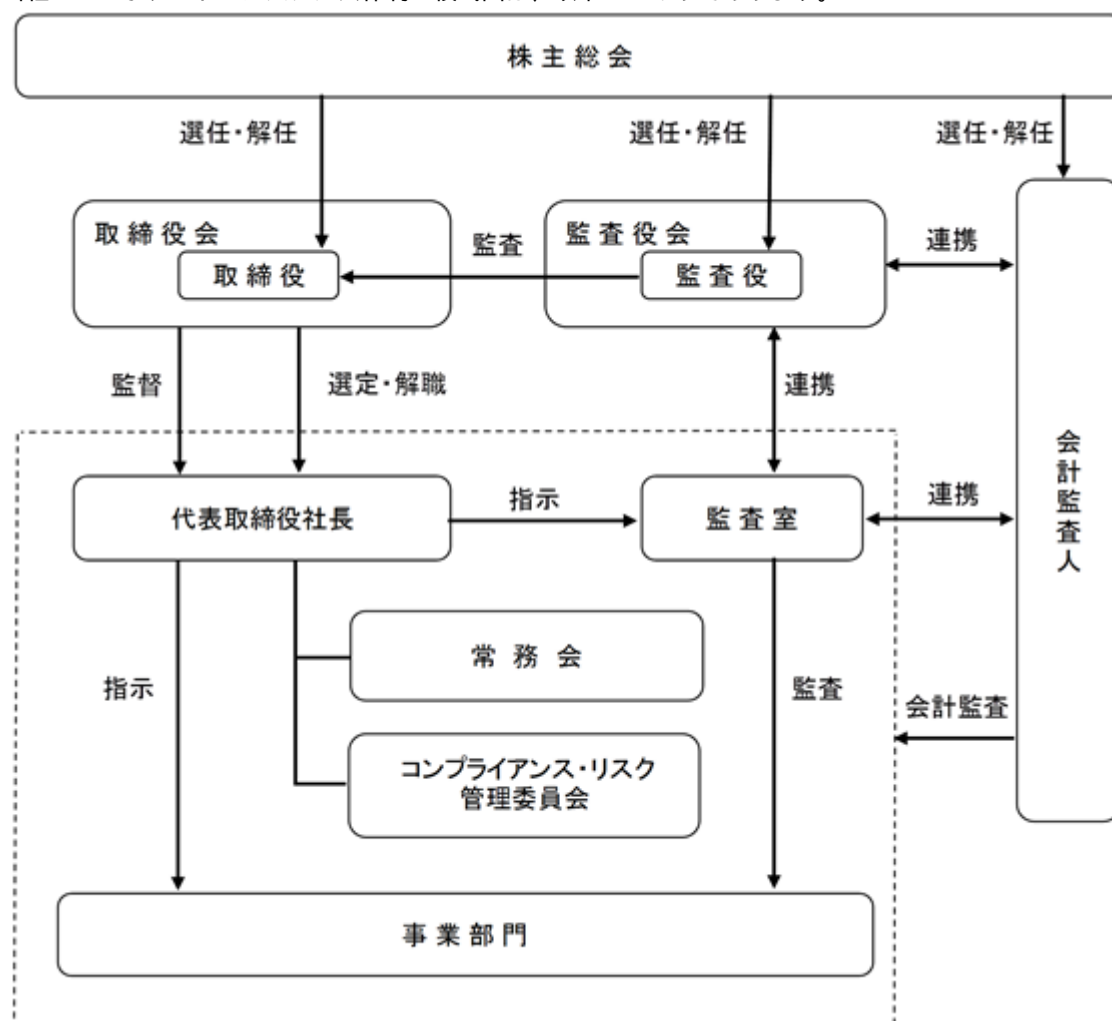 株主総会
選任・解任
選任・解任
選任・解任
取締役会
取締役
監査
監査役会
監査役
連携
監督
選定・解職
連携
会計監査人
代表取締役社長
指示
監査室
連携
常務会
指示
監査
会計監査
コンプライアンス・リスク
管理委員会
事業部門